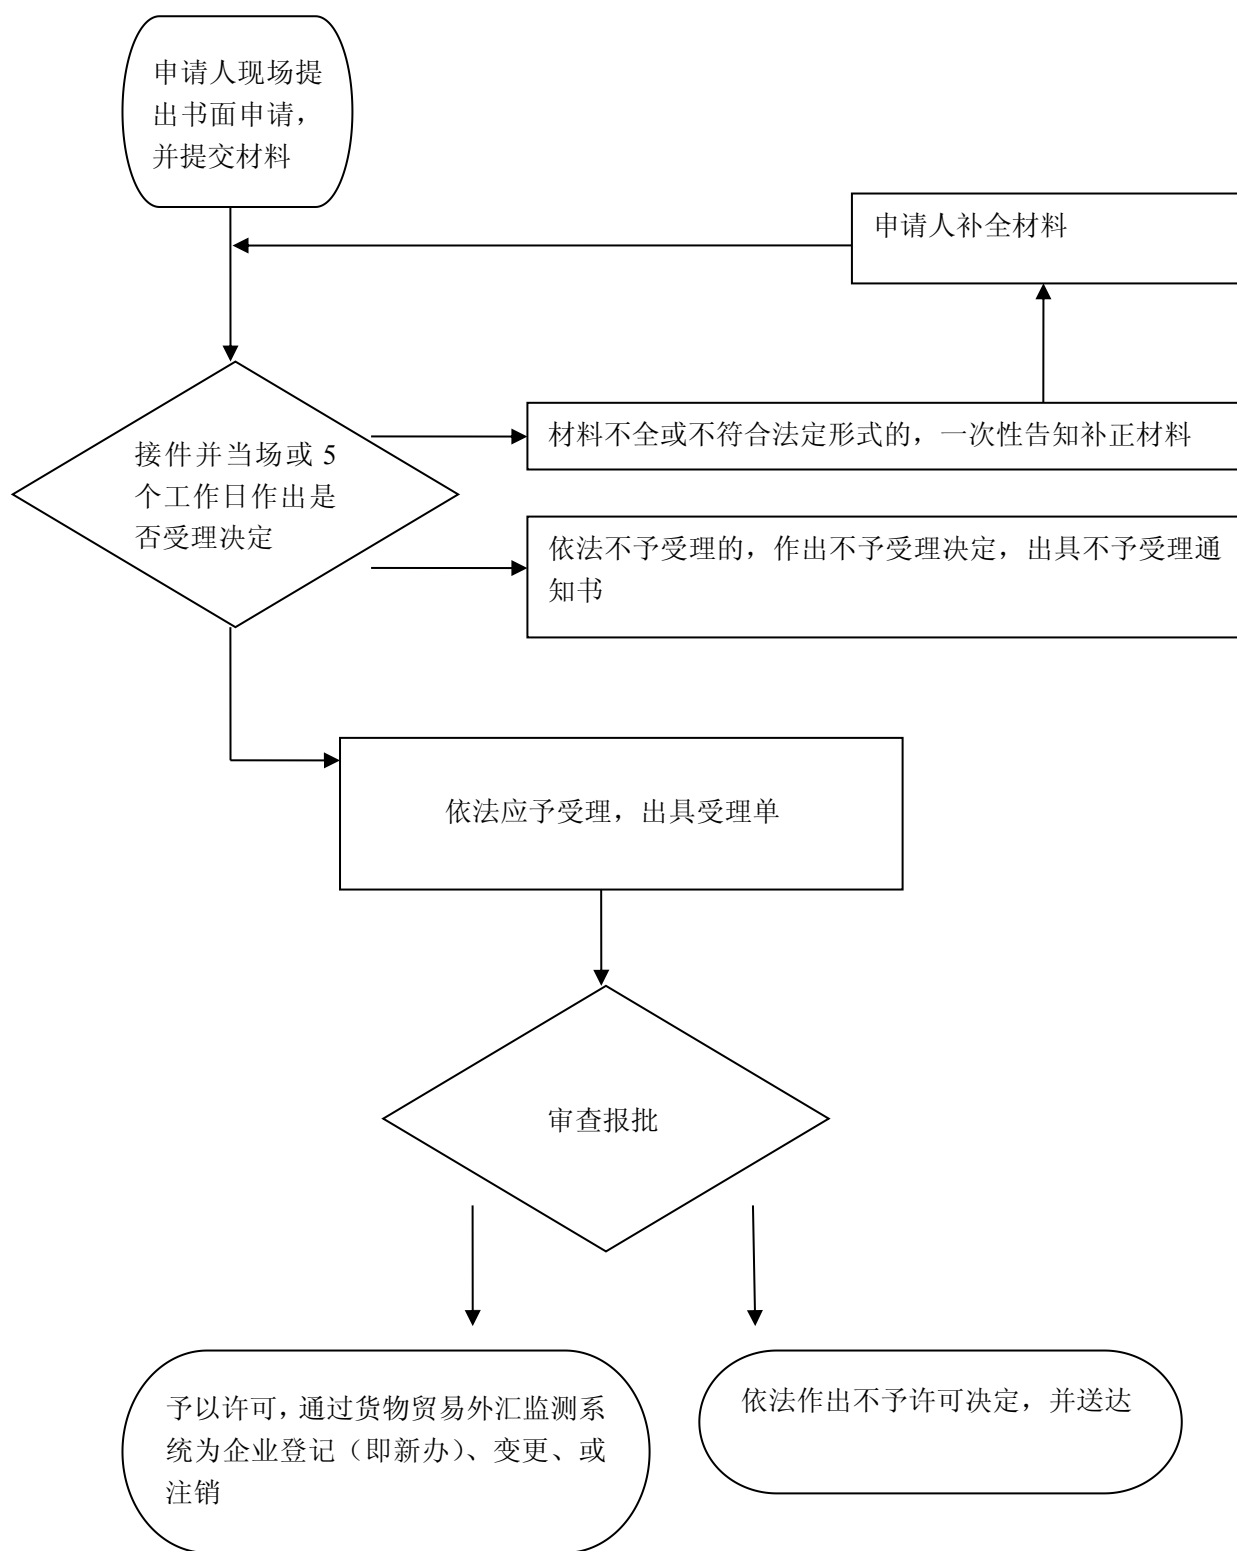 申请人现场提
出书面申请，
并提交材料
申请人补全材料
接件并当场或 5
个工作日作出是
否受理决定
材料不全或不符合法定形式的，一次性告知补正材料
依法不予受理的，作出不予受理决定，出具不予受理通
知书
依法应予受理，出具受理单
审查报批
予以许可，通过货物贸易外汇监测系
统为企业登记（即新办）、变更、或
注销
依法作出不予许可决定，并送达